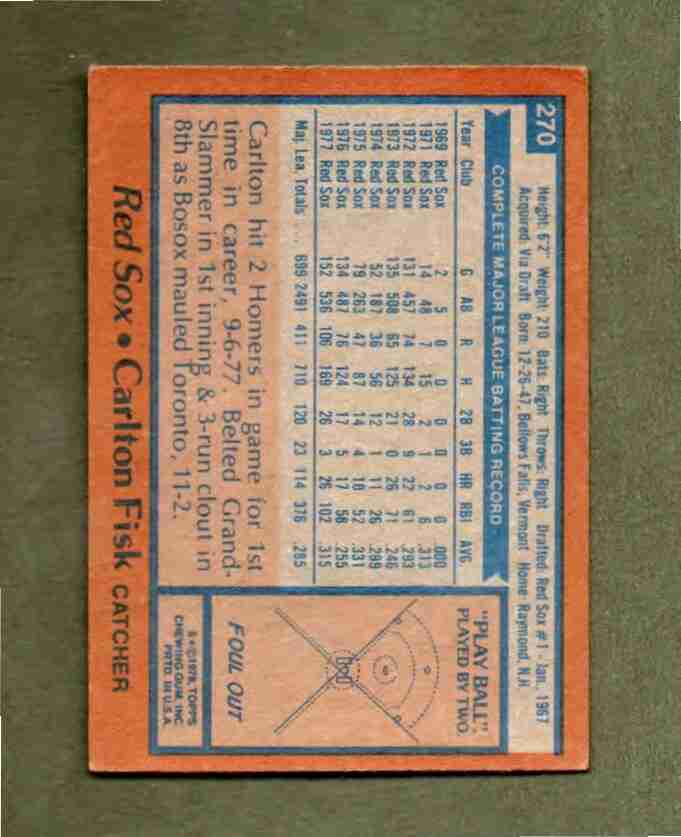 270
Height: 6'2" Weight: 210 Bats: Right Throws: Right Drafted: Red Sox #1 - Jan., 1967
Acquired: Via Draft Born: 12-26-47, Bellows Falls, Vermont Home: Raymond, N.H.
COMPLETE MAJOR LEAGUE BATTING RECORD
Year Club G AB R H 2B 3B HR RBI AVG
1969 Red Sox 2 5 0 0 0 0 0 0 .000
1971 Red Sox 14 48 7 15 2 1 2 6 .313
1972 Red Sox 131 457 74 134 28 9 22 61 .293
1973 Red Sox 135 508 65 125 21 0 26 71 .246
1974 Red Sox 52 187 36 56 12 1 11 26 .299
1975 Red Sox 79 263 47 87 14 4 10 52 .331
1976 Red Sox 134 487 76 124 17 5 17 58 .255
1977 Red Sox 152 536 106 169 26 3 26 102 .315
Maj. Lea. Totals ... 699 2491 411 710 120 23 114 376 .285
Carlton hit 2 Homers in game for 1st
time in career, 9-6-77. Belted Grand-
Slammer in 1st inning & 3-run clout in
8th as Bosox mauled Toronto, 11-2.
"PLAY BALL",
PLAYED BY TWO.
FOUL OUT
©1978, TOPPS
CHEWING GUM, INC.
PRTD. IN U.S.A.
Red Sox • Carlton Fisk CATCHER